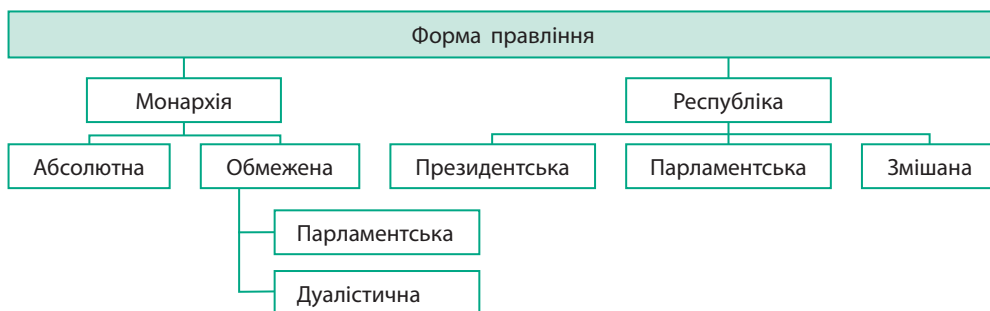 Форма правління
Монархія
Республіка
Абсолютна
Обмежена
Президентська
Парламентська
Змішана
Парламентська
Дуалістична